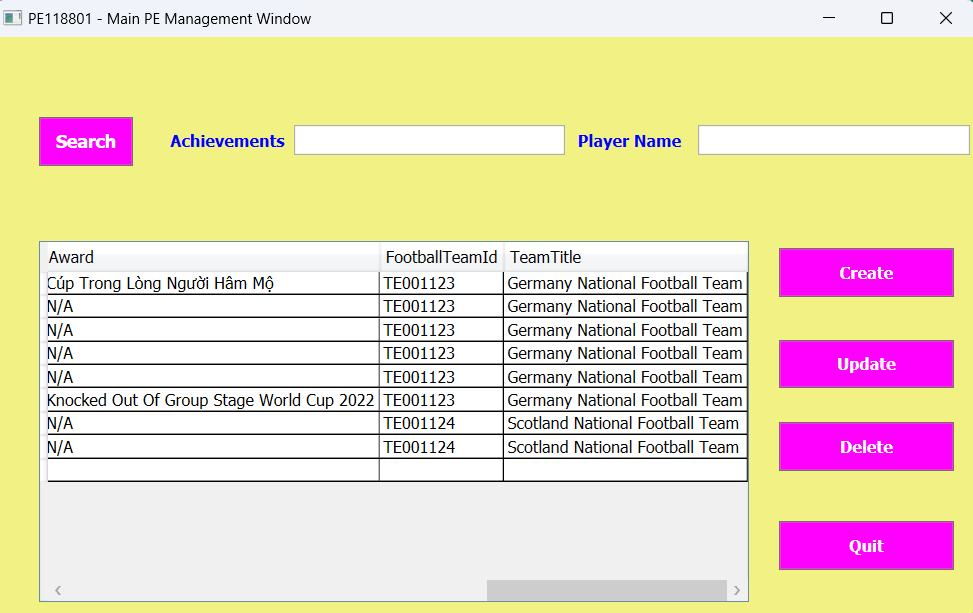 PE118801 - Main PE Management Window
Search Achievements Player Name
Award FootballTeamId TeamTitle
Cúp Trong Lòng Người Hâm Mộ TE001123 Germany National Football Team
N/A TE001123 Germany National Football Team
N/A TE001123 Germany National Football Team
N/A TE001123 Germany National Football Team
N/A TE001123 Germany National Football Team
Knocked Out Of Group Stage World Cup 2022 TE001123 Germany National Football Team
N/A TE001124 Scotland National Football Team
N/A TE001124 Scotland National Football Team
Create
Update
Delete
Quit